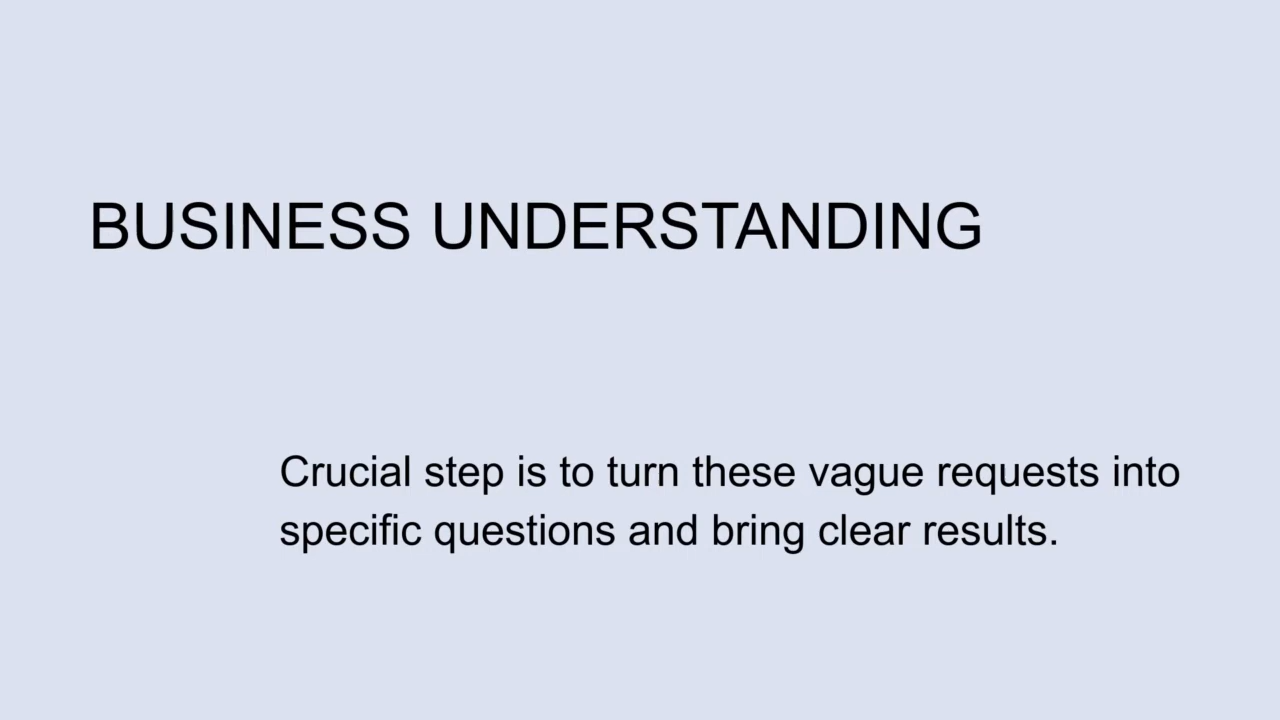 BUSINESS UNDERSTANDING
Crucial step is to turn these vague requests into
specific questions and bring clear results.